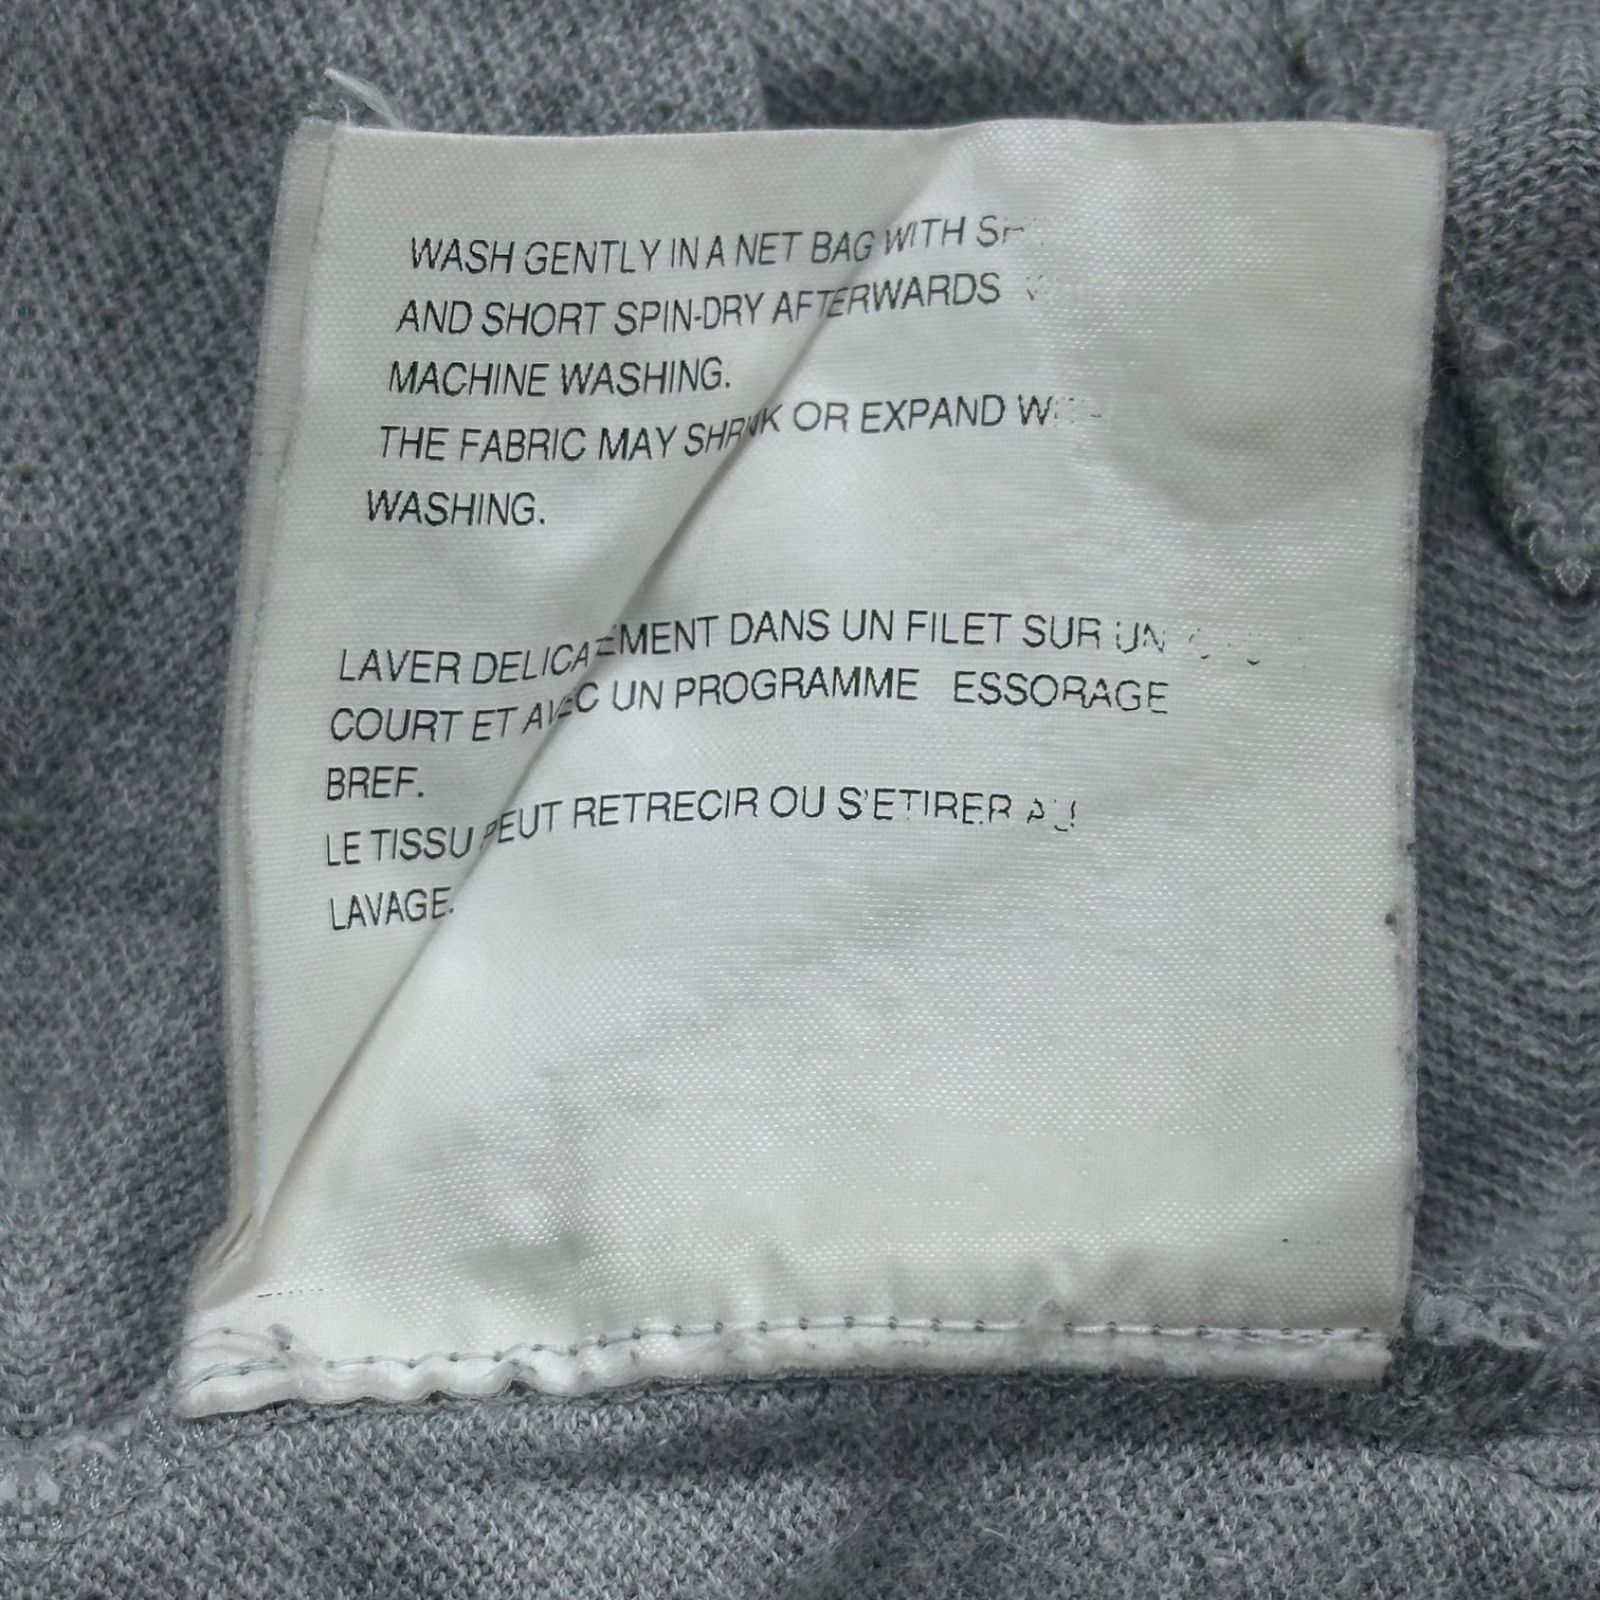 WASH GENTLY IN A NET BAG WITH
AND SHORT SPIN-DRY AFTERWARDS
MACHINE WASHING.
THE FABRIC MAY SHRINK OR EXPAND
WASHING.
LAVER DELICATEMENT DANS UN FILET SUR UN
COURT ET AVEC UN PROGRAMME ESSORAGE
BREF.
LE TISSU PEUT RETRECIR OU S'ETIRER AU
LAVAGE.